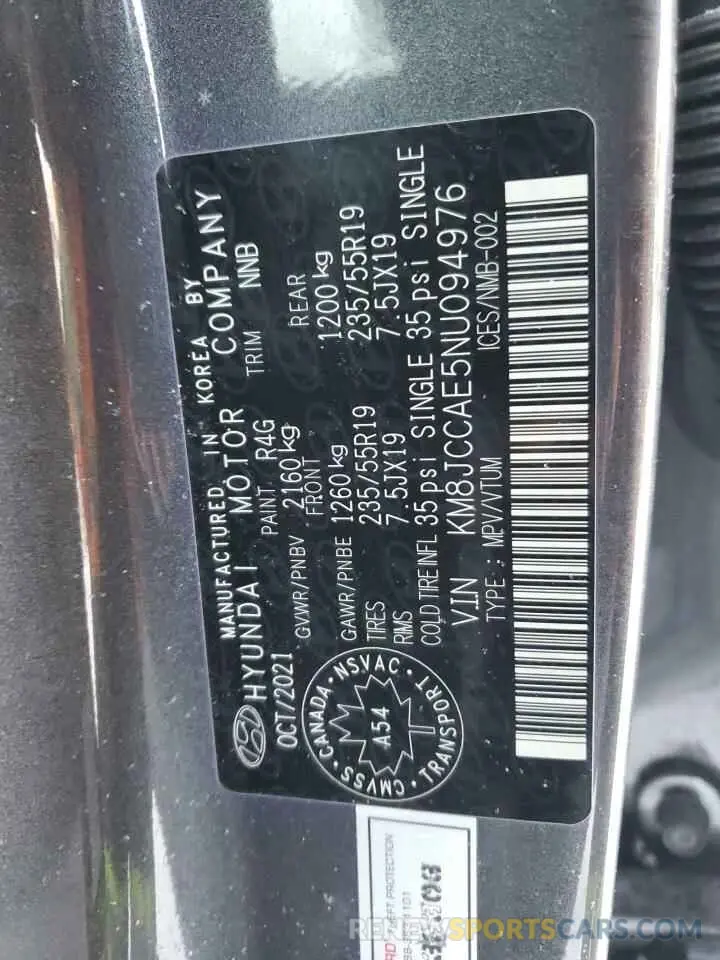 MANUFACTURED IN KOREA BY
HYUNDAI MOTOR COMPANY
OCT/2021 PAINT R4G TRIM NNB
GVWR/PNBV 2160kg
FRONT REAR
GAWR/PNBE 1260kg 1200kg
TIRES 235/55R19 235/55R19
RIMS 7.5JX19 7.5JX19
COLD TIRE INFL 35psi SINGLE 35psi SINGLE
VIN KM8JCCAE5NU094976
TYPE : MPV/VTUM ICES/NMB-002
CANADA · NSVAC · TRANSPORT · CMVSS ·
A54
PROTECTION
RESPORTSCARS.COM